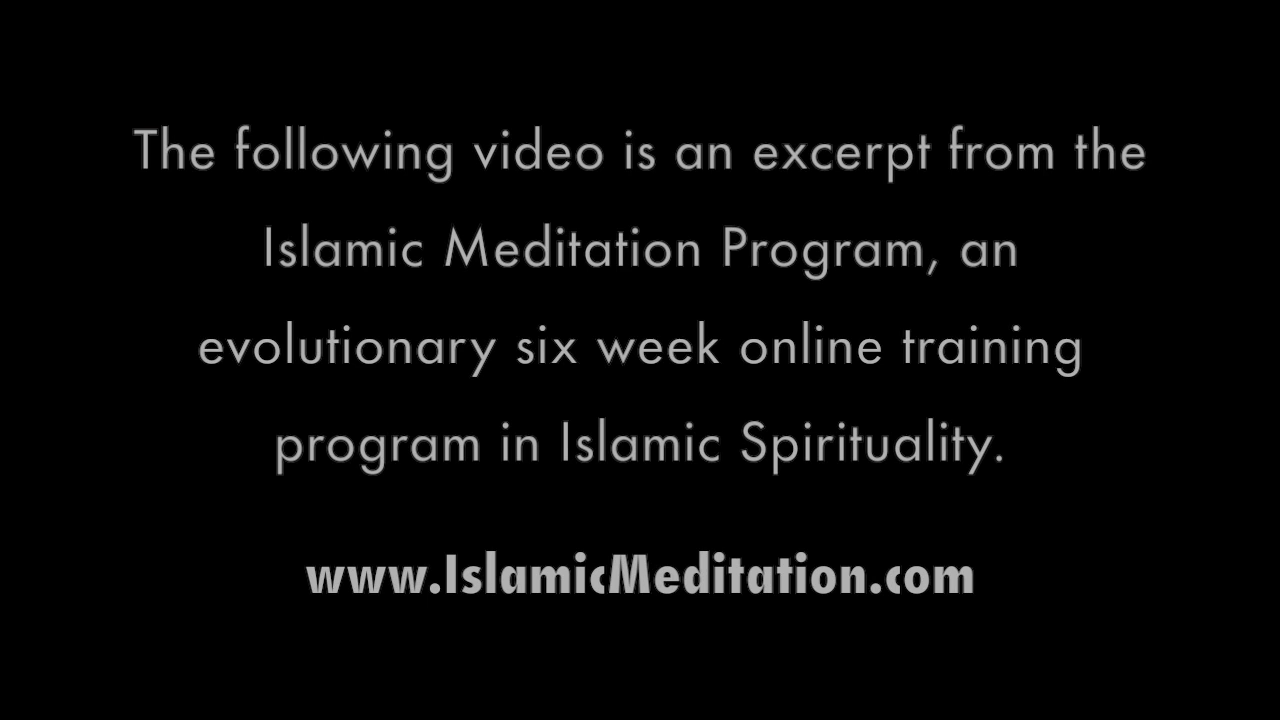 The following video is an excerpt from the
Islamic Meditation Program, an
evolutionary six week online training
program in Islamic Spirituality.
www.IslamicMeditation.com